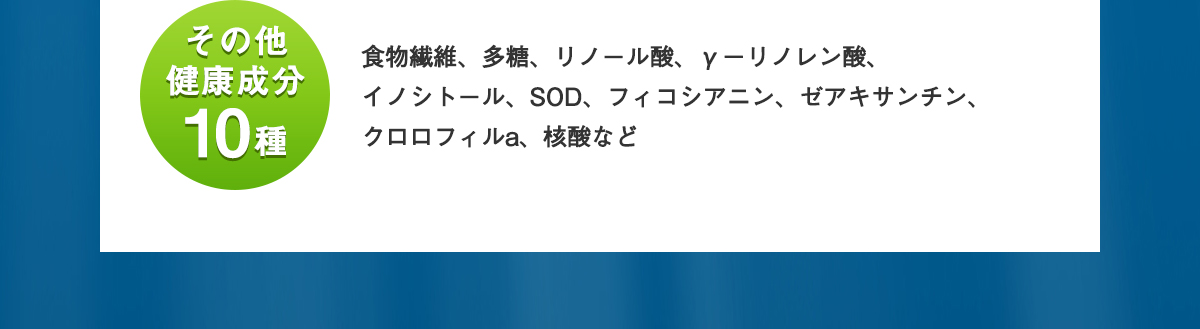 その他
健康成分
10種
食物繊維、多糖、リノール酸、γーリノレン酸、
イノシトール、SOD、フィコシアニン、ゼアキサンチン、
クロロフィルa、核酸など